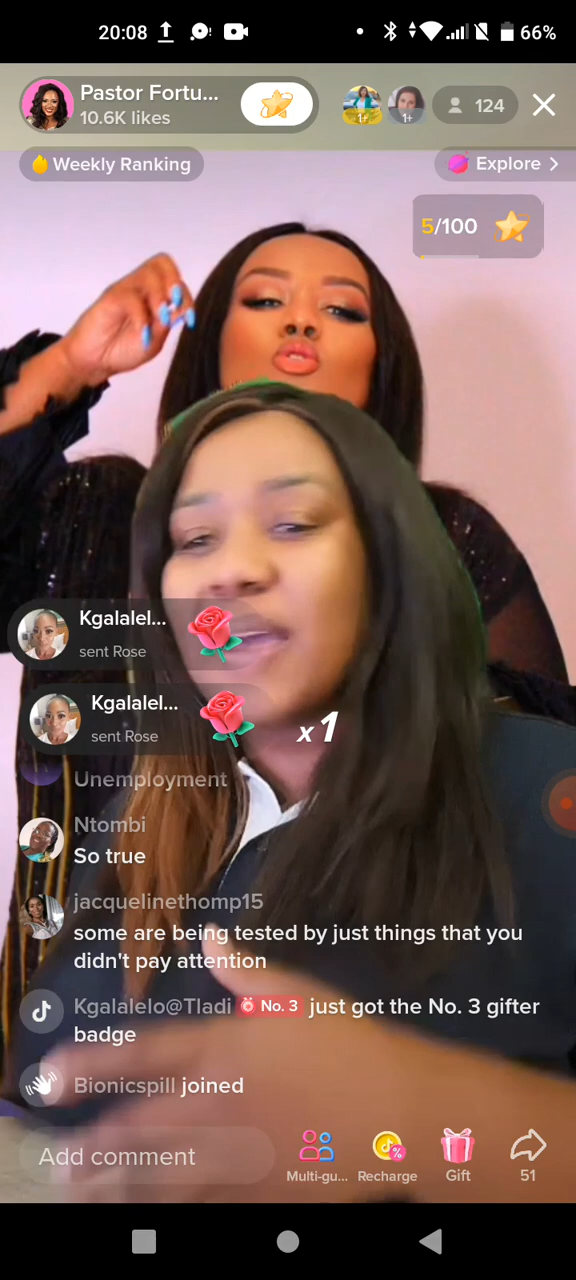 20:08
66%
Pastor Fortu...
10.6K likes
1+
1+
124
Weekly Ranking
Explore
5/100
Kgalalel...
sent Rose
Kgalalel...
sent Rose
x1
Unemployment
Ntombi
So true
jacquelinethomp15
some are being tested by just things that you
didn't pay attention
Kgalalelo@Tladi No. 3 just got the No. 3 gifter
badge
Bionicspill joined
Add comment
Multi-gu...
Recharge
Gift
51